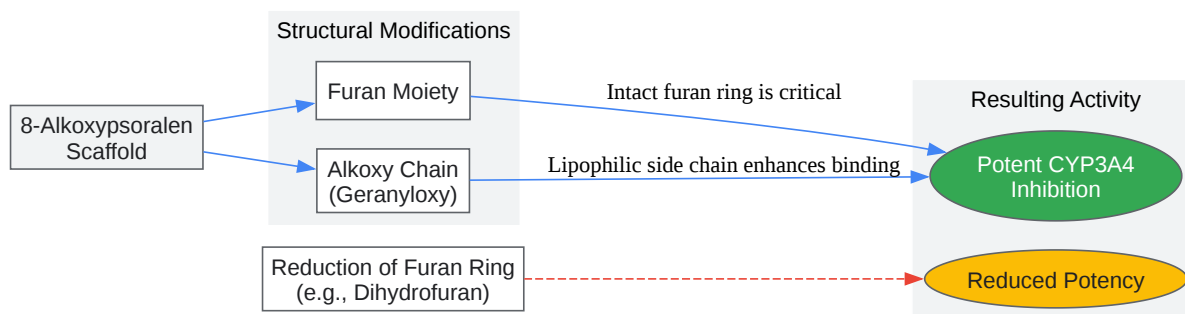 Structural Modifications
8-Alkoxypsoralen
Scaffold
Furan Moiety
Alkoxy Chain
(Geranyloxy)
Reduction of Furan Ring
(e.g., Dihydrofuran)
Intact furan ring is critical
Lipophilic side chain enhances binding
Resulting Activity
Potent CYP3A4
Inhibition
Reduced Potency